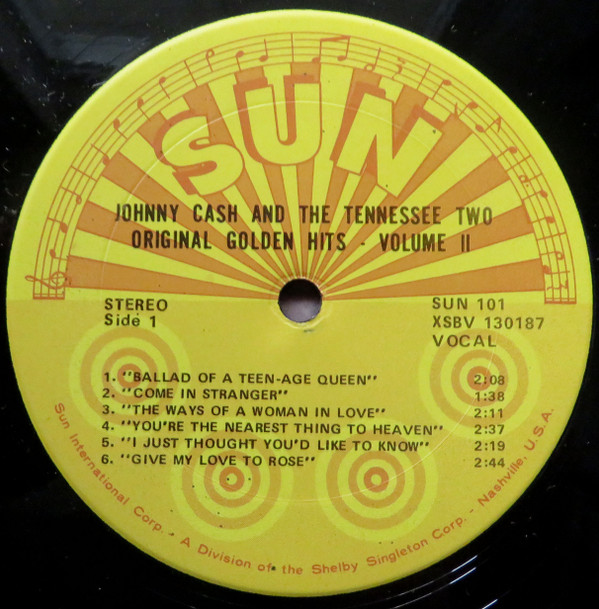 SUN
JOHNNY CASH AND THE TENNESSEE TWO
ORIGINAL GOLDEN HITS - VOLUME II
STEREO
Side 1
SUN 101
XSBV 130187
VOCAL
1. "BALLAD OF A TEEN-AGE QUEEN" 2:08
2. "COME IN STRANGER" 1:38
3. "THE WAYS OF A WOMAN IN LOVE" 2:11
4. "YOU'RE THE NEAREST THING TO HEAVEN" 2:37
5. "I JUST THOUGHT YOU'D LIKE TO KNOW" 2:19
6. "GIVE MY LOVE TO ROSE" 2:44
Sun International Corp. - A Division of the Shelby Singleton Corp. - Nashville, U.S.A.